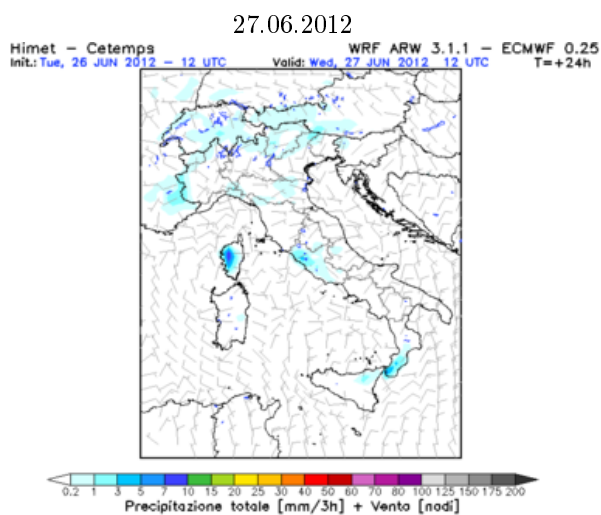 27.06.2012
Himet – Cetemps WRF ARW 3.1.1 – ECMWF 0.25
Init.: Tue, 26 JUN 2012 – 12 UTC Valid: Wed, 27 JUN 2012 12 UTC T=+24h
0.2 1 3 5 7 10 15 20 25 30 40 50 60 70 80 100 125 150 175 200
Precipitazione totale [mm/3h] + Vento [nodi]